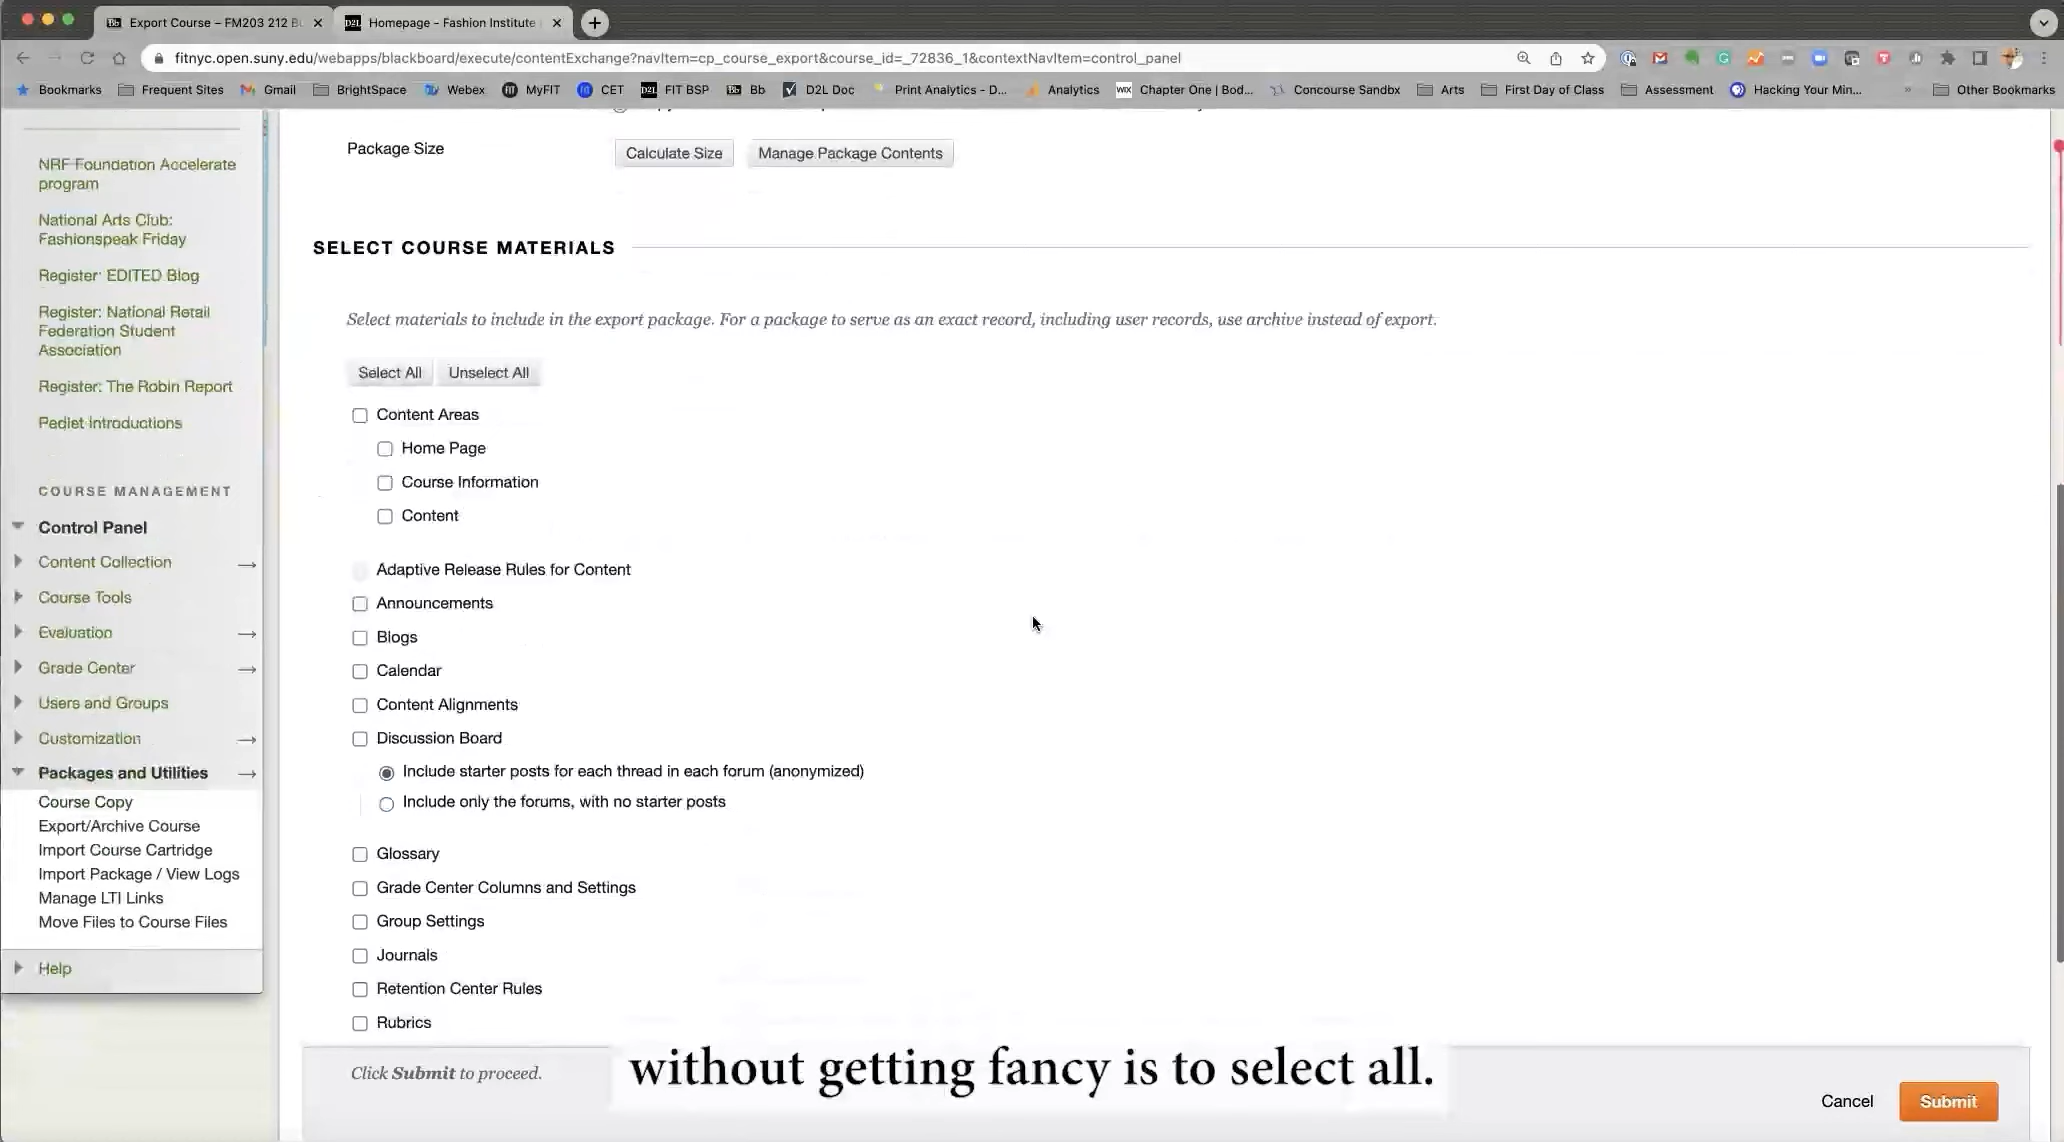 Export Course – FM203 212 Bu
Homepage - Fashion Institute
fitnyc.open.suny.edu/webapps/blackboard/execute/contentExchange?navItem=cp_course_export&course_id=_72836_1&contextNavItem=control_panel
Bookmarks Frequent Sites Gmail BrightSpace Webex MyFIT CET FIT BSP Bb D2L Doc Print Analytics - D... Analytics Chapter One | Bod... Concourse Sandbx Arts First Day of Class Assessment Hacking Your Min... » Other Bookmarks
NRF Foundation Accelerate
program
National Arts Club:
Fashionspeak Friday
Register: EDITED Blog
Register: National Retail
Federation Student
Association
Register: The Robin Report
Padlet Introductions
COURSE MANAGEMENT
Control Panel
Content Collection
Course Tools
Evaluation
Grade Center
Users and Groups
Customization
Packages and Utilities
Course Copy
Export/Archive Course
Import Course Cartridge
Import Package / View Logs
Manage LTI Links
Move Files to Course Files
Help
Package Size
Calculate Size
Manage Package Contents
SELECT COURSE MATERIALS
Select materials to include in the export package. For a package to serve as an exact record, including user records, use archive instead of export.
Select All
Unselect All
Content Areas
Home Page
Course Information
Content
Adaptive Release Rules for Content
Announcements
Blogs
Calendar
Content Alignments
Discussion Board
Include starter posts for each thread in each forum (anonymized)
Include only the forums, with no starter posts
Glossary
Grade Center Columns and Settings
Group Settings
Journals
Retention Center Rules
Rubrics
Click Submit to proceed.
without getting fancy is to select all.
Cancel
Submit